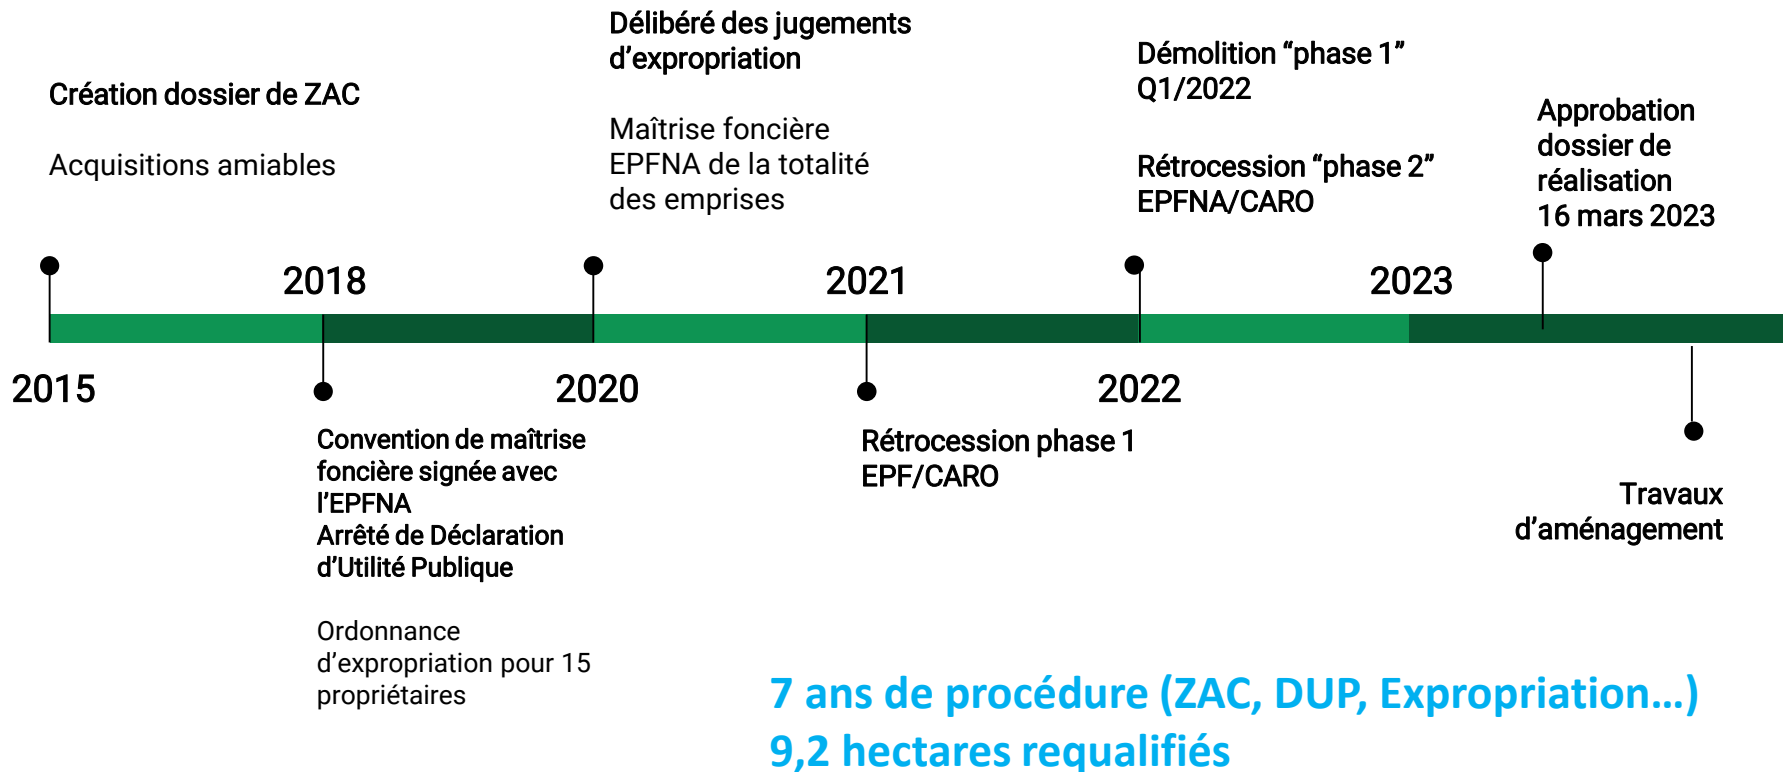 Création dossier de ZAC
Acquisitions amiables
Délibéré des jugements
d’expropriation
Maîtrise foncière
EPFNA de la totalité
des emprises
Démolition “phase 1”
Q1/2022
Rétrocession “phase 2”
EPFNA/CARO
Approbation
dossier de
réalisation
16 mars 2023
2018
2021
2023
2015
2020
2022
Convention de maîtrise
foncière signée avec
l’EPFNA
Arrêté de Déclaration
d’Utilité Publique
Ordonnance
d’expropriation pour 15
propriétaires
Rétrocession phase 1
EPF/CARO
Travaux
d’aménagement
7 ans de procédure (ZAC, DUP, Expropriation…)
9,2 hectares requalifiés